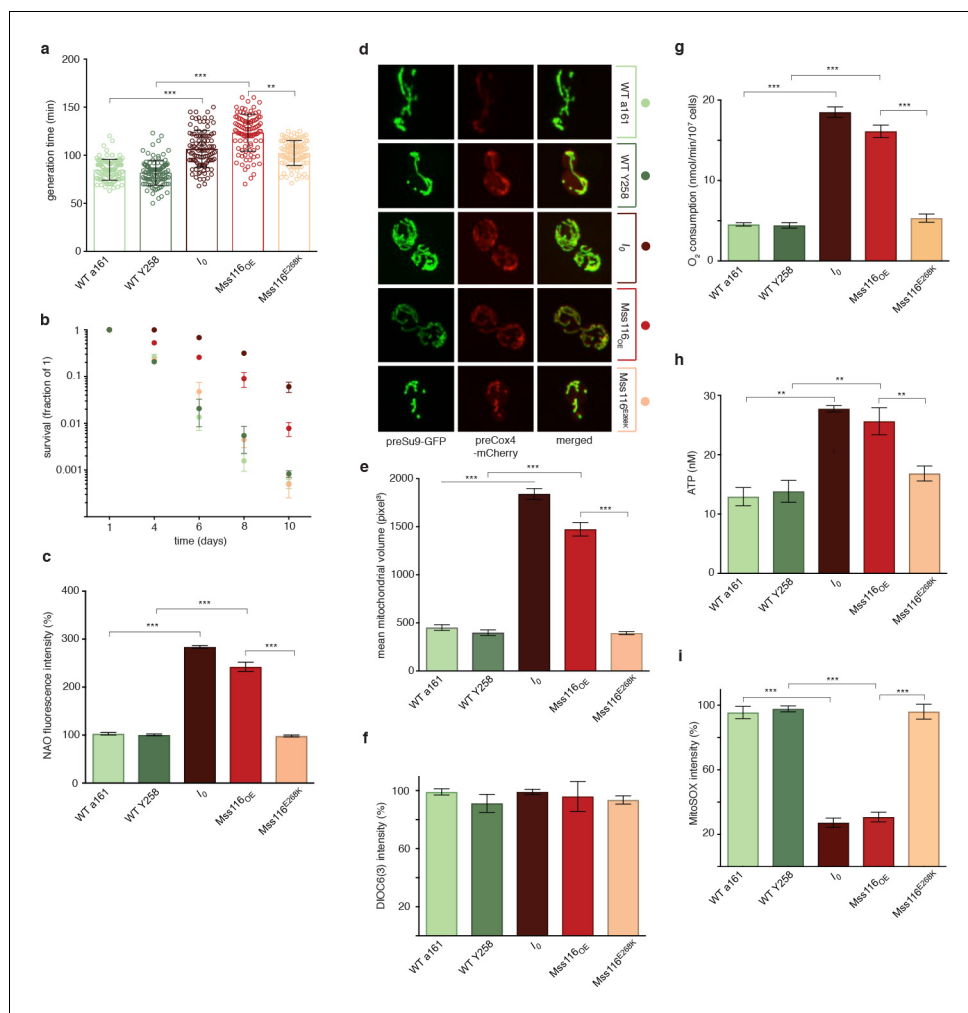 a
generation time (min)
200
150
100
50
0
***
***
**
WT a161
WT Y258
I0
Mss116OE
Mss116E268K
b
survival (fraction of 1)
1
0.1
0.01
0.001
1
4
6
8
10
time (days)
c
NAO fluorescence intensity (%)
400
300
200
100
0
***
***
***
WT a161
WT Y258
I0
Mss116OE
Mss116E268K
d
WT a161
WT Y258
I0
Mss116OE
Mss116E268K
preSu9-GFP
preCox4
-mCherry
merged
e
mean mitochondrial volume (pixel³)
2000
1500
1000
500
0
***
***
***
WT a161
WT Y258
I0
Mss116OE
Mss116E268K
f
DIOC6(3) intensity (%)
100
60
20
WT a161
WT Y258
I0
Mss116OE
Mss116E268K
g
O2 consumption (nmol/min/10⁷ cells)
20
10
0
***
***
***
WT a161
WT Y258
I0
Mss116OE
Mss116E268K
h
ATP (nM)
30
20
10
0
**
**
**
WT a161
WT Y258
I0
Mss116OE
Mss116E268K
i
MitoSOX intensity (%)
100
60
20
***
***
***
WT a161
WT Y258
I0
Mss116OE
Mss116E268K